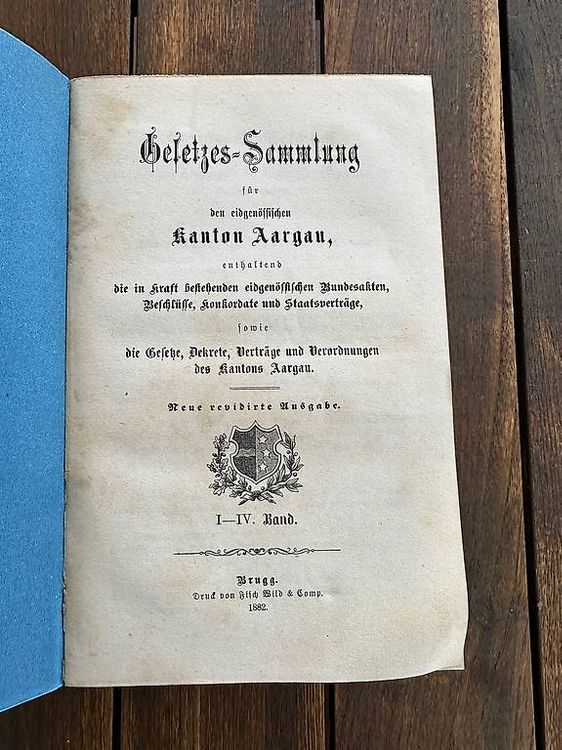 Gesetzes-Sammlung
für
den eidgenössischen
Kanton Aargau,
enthaltend
die in Kraft bestehenden eidgenössischen Bundesakten,
Beschlüsse, Konkordate und Staatsverträge,
sowie
die Gesetze, Dekrete, Verträge und Verordnungen
des Kantons Aargau.
Neue revidirte Ausgabe.
I—IV. Band.
Brugg.
Druck von Fisch Wild & Comp.
1882.